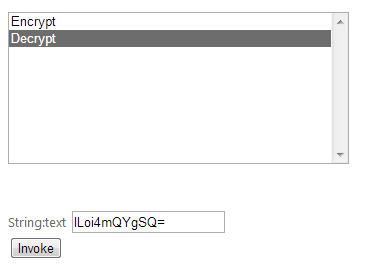 Encrypt
Decrypt
String:text lLoi4mQYgSQ=
Invoke